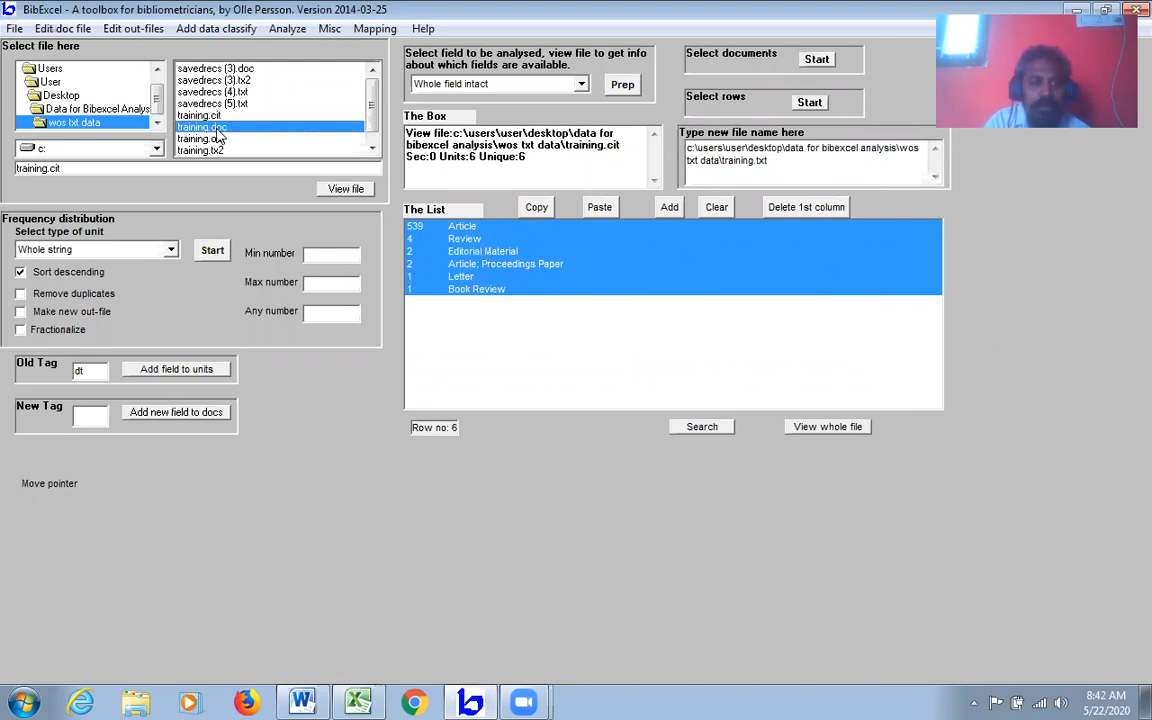 BibExcel - A toolbox for bibliometricians, by Olle Persson. Version 2014-03-25
File Edit doc file Edit out-files Add data classify Analyze Misc Mapping Help
Select file here
Users
User
Desktop
Data for Bibexcel Analys
wos txt data
c:
savedrecs (3).doc
savedrecs (3).tx2
savedrecs (4).txt
savedrecs (5).txt
training.cit
training.doc
training.tx2
training.cit
View file
Select field to be analysed, view file to get info
about which fields are available.
Whole field intact
Prep
Select documents
Start
Select rows
Start
The Box
View file:c:\users\user\desktop\data for
bibexcel analysis\wos txt data\training.cit
Sec:0 Units:6 Unique:6
Type new file name here
c:\users\user\desktop\data for bibexcel analysis\wos
txt data\training.txt
The List
Copy
Paste
Add
Clear
Delete 1st column
539 Article
4 Review
2 Editorial Material
2 Article; Proceedings Paper
1 Letter
1 Book Review
Row no: 6
Search
View whole file
Frequency distribution
Select type of unit
Whole string
Start
Min number
Sort descending
Max number
Remove duplicates
Make new out-file
Any number
Fractionalize
Old Tag
dt
Add field to units
New Tag
Add new field to docs
Move pointer
8:42 AM
5/22/2020